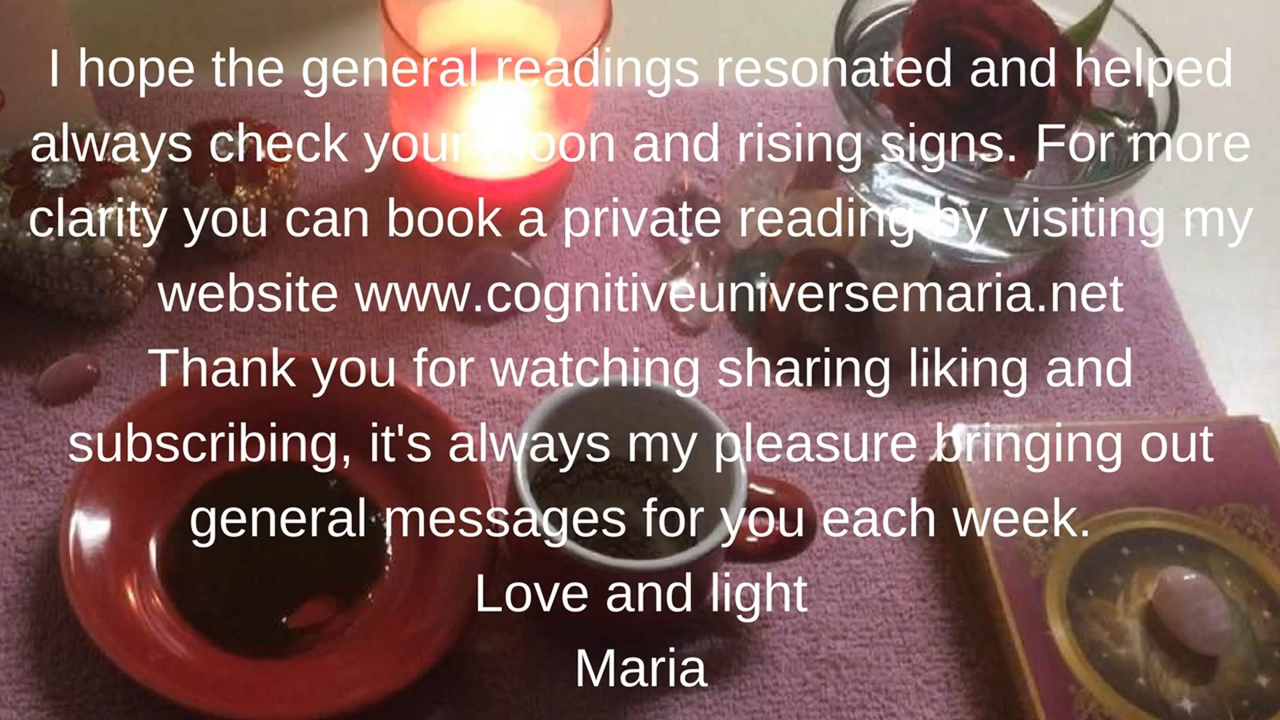 I hope the general readings resonated and helped
always check your moon and rising signs. For more
clarity you can book a private reading by visiting my
website www.cognitiveuniversemaria.net
Thank you for watching sharing liking and
subscribing, it's always my pleasure bringing out
general messages for you each week.
Love and light
Maria